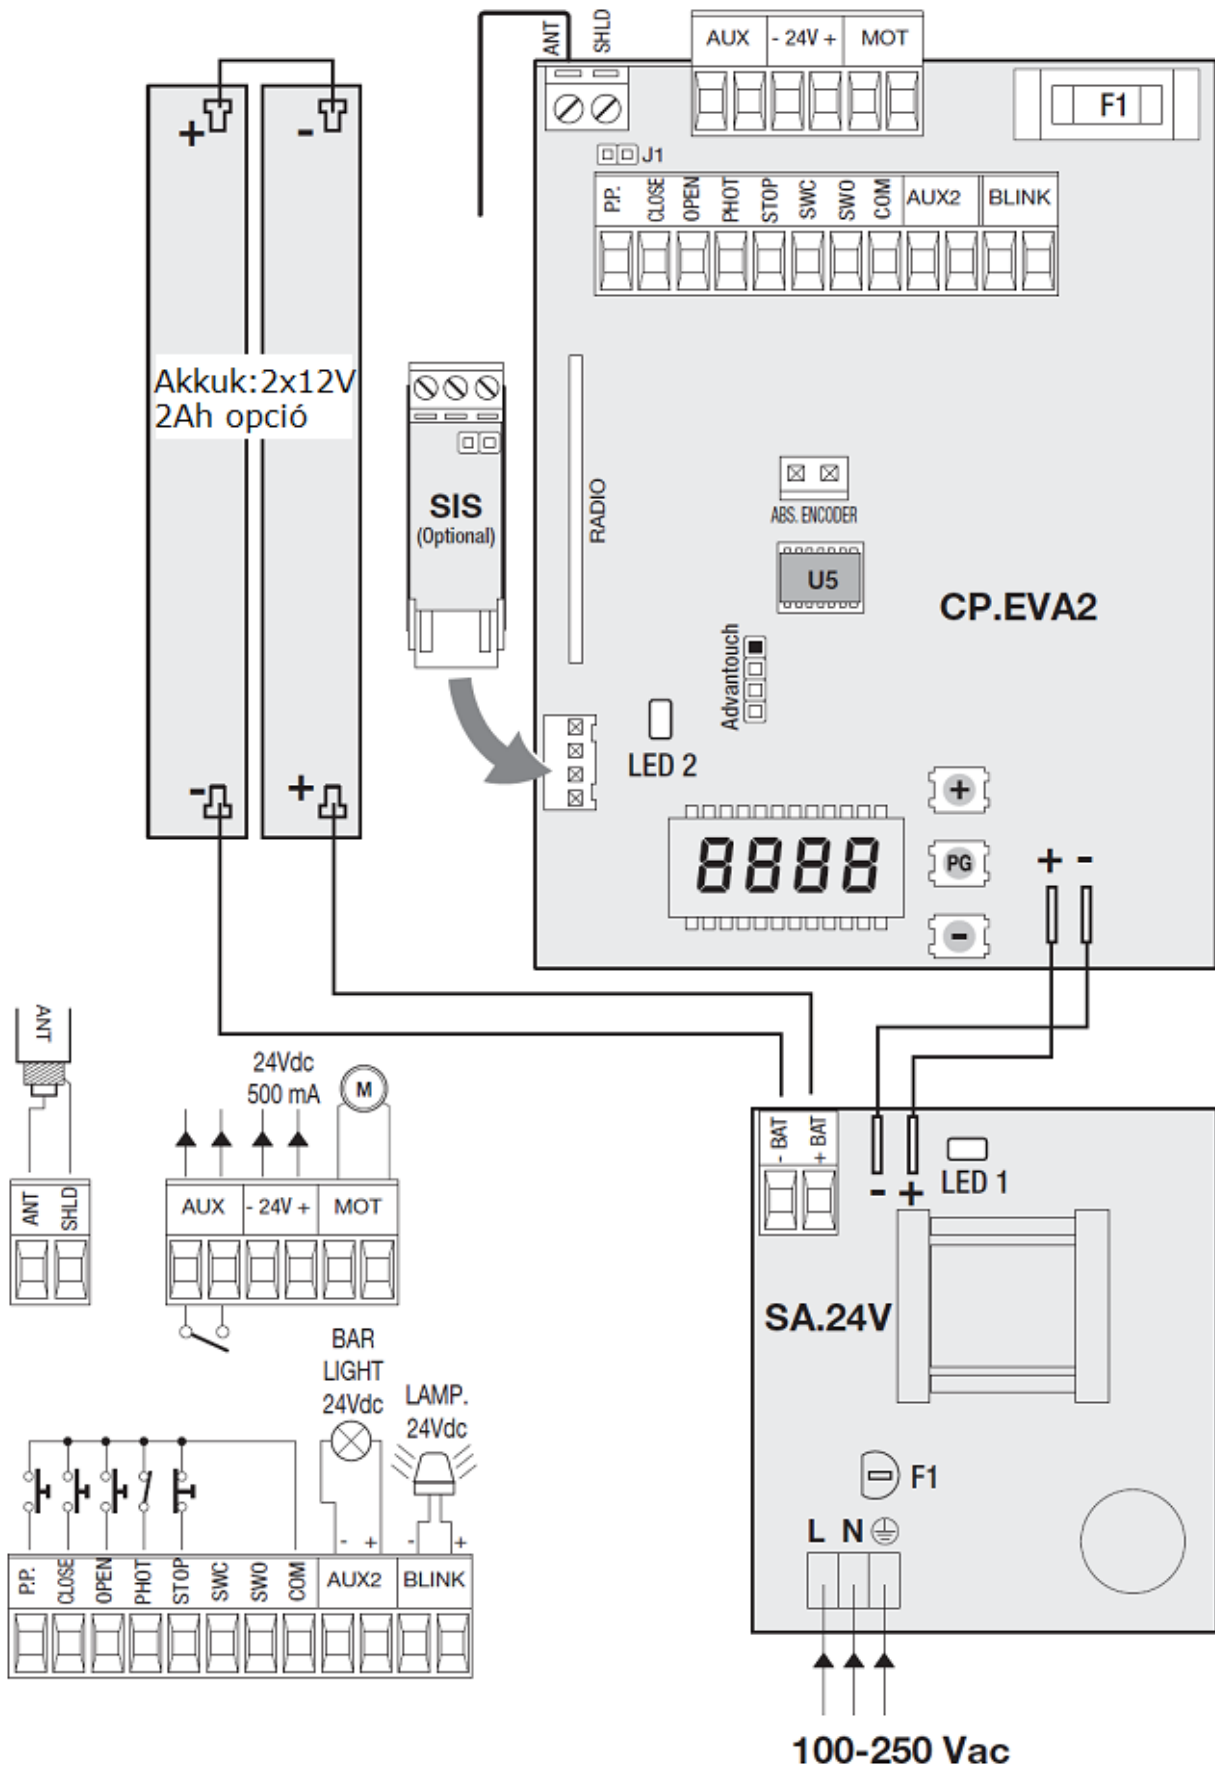 ANT
SHLD
AUX
- 24V +
MOT
F1
+
-
J1
P.P.
CLOSE
OPEN
PHOT
STOP
SWC
SWO
COM
AUX2
BLINK
Akkuk:2x12V
2Ah opció
SIS
(Optional)
RADIO
ABS. ENCODER
U5
CP.EVA2
Advantouch
LED 2
-
+
+
8888
PG
-
+ -
ANT
24Vdc
500 mA
M
ANT
SHLD
AUX
- 24V +
MOT
- BAT
+ BAT
- +
LED 1
SA.24V
BAR
LIGHT
24Vdc
LAMP.
24Vdc
F1
L N
- +
- +
P.P.
CLOSE
OPEN
PHOT
STOP
SWC
SWO
COM
AUX2
BLINK
100-250 Vac